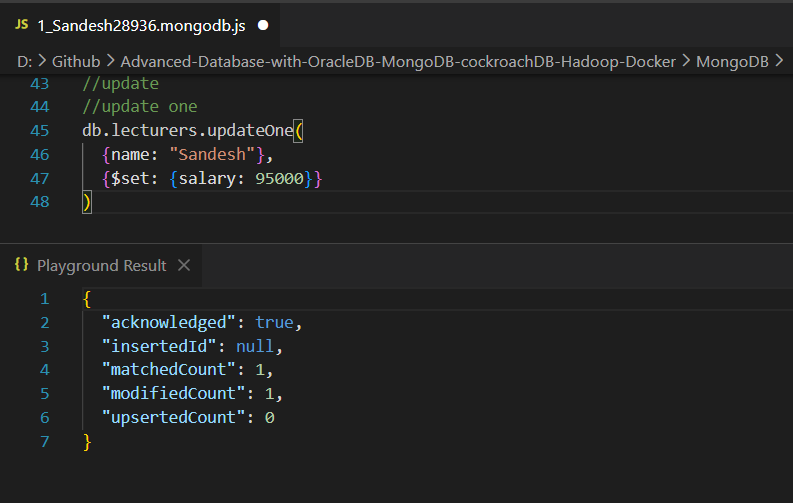 JS 1_Sandesh28936.mongodb.js
D: > Github > Advanced-Database-with-OracleDB-MongoDB-cockroachDB-Hadoop-Docker > MongoDB >
43 //update
44 //update one
45 db.lecturers.updateOne(
46 {name: "Sandesh"},
47 {$set: {salary: 95000}}
48 )
{} Playground Result
1 {
2 "acknowledged": true,
3 "insertedId": null,
4 "matchedCount": 1,
5 "modifiedCount": 1,
6 "upsertedCount": 0
7 }